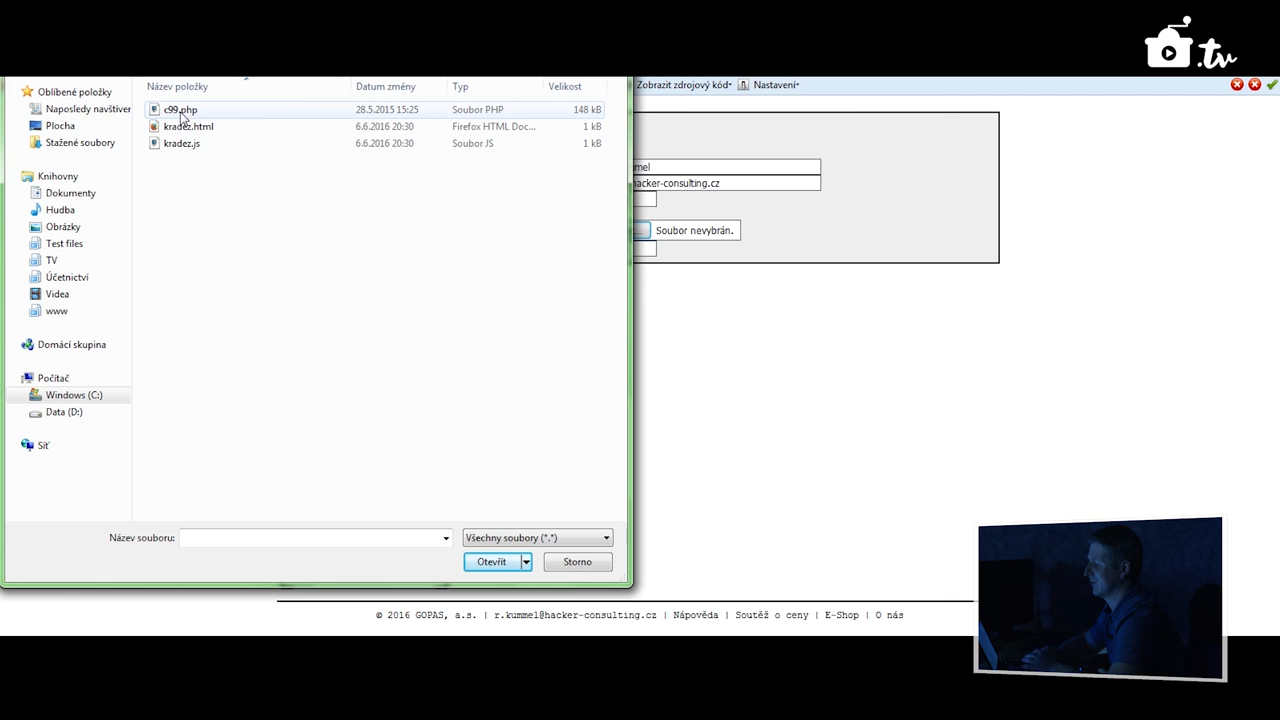 .tv
Název položky
Datum změny
Typ
Velikost
Zobrazit zdrojový kód
Nastavení
Oblíbené položky
Naposledy navštíven
Plocha
Stažené soubory
c99.php
28.5.2015 15:25
Soubor PHP
148 kB
kradez.html
6.6.2016 20:30
Firefox HTML Doc...
1 kB
kradez.js
6.6.2016 20:30
Soubor JS
1 kB
Knihovny
Dokumenty
Hudba
Obrázky
Test files
TV
Účetnictví
Videa
www
Domácí skupina
Počítač
Windows (C:)
Data (D:)
Síť
mel
hacker-consulting.cz
Soubor nevybrán.
Název souboru:
Všechny soubory (*.*)
Otevřít
Storno
© 2016 GOPAS, a.s. | r.kummel@hacker-consulting.cz | Nápověda | Soutěž o ceny | E-Shop | O nás